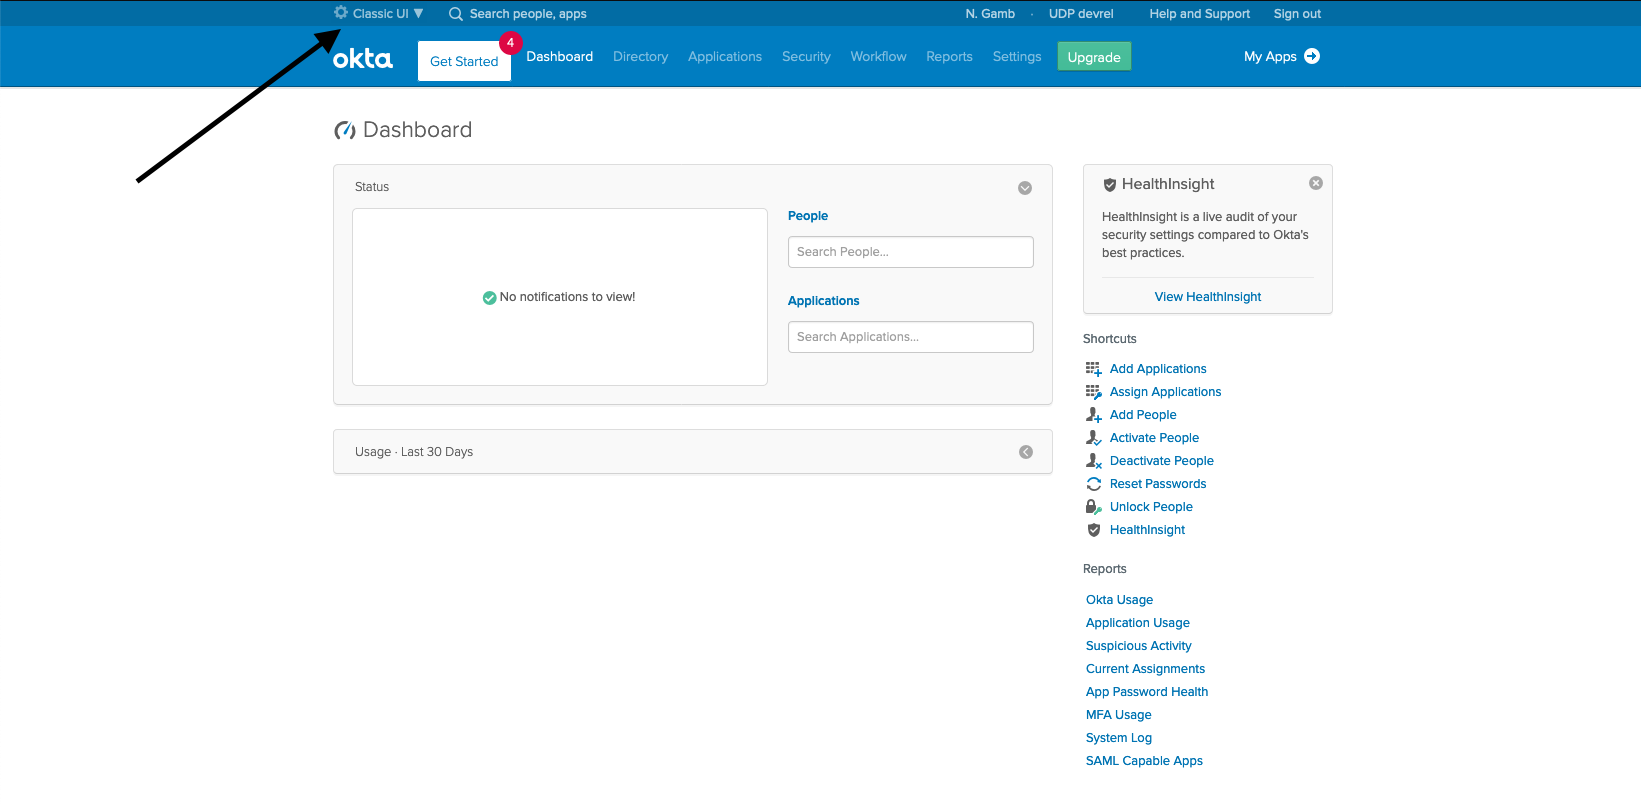 Classic UI ▼ Search people, apps N. Gamb · UDP devrel Help and Support Sign out
okta Get Started 4 Dashboard Directory Applications Security Workflow Reports Settings Upgrade My Apps
Dashboard
Status
No notifications to view!
People
Search People...
Applications
Search Applications...
Usage · Last 30 Days
HealthInsight
HealthInsight is a live audit of your
security settings compared to Okta's
best practices.
View HealthInsight
Shortcuts
Add Applications
Assign Applications
Add People
Activate People
Deactivate People
Reset Passwords
Unlock People
HealthInsight
Reports
Okta Usage
Application Usage
Suspicious Activity
Current Assignments
App Password Health
MFA Usage
System Log
SAML Capable Apps